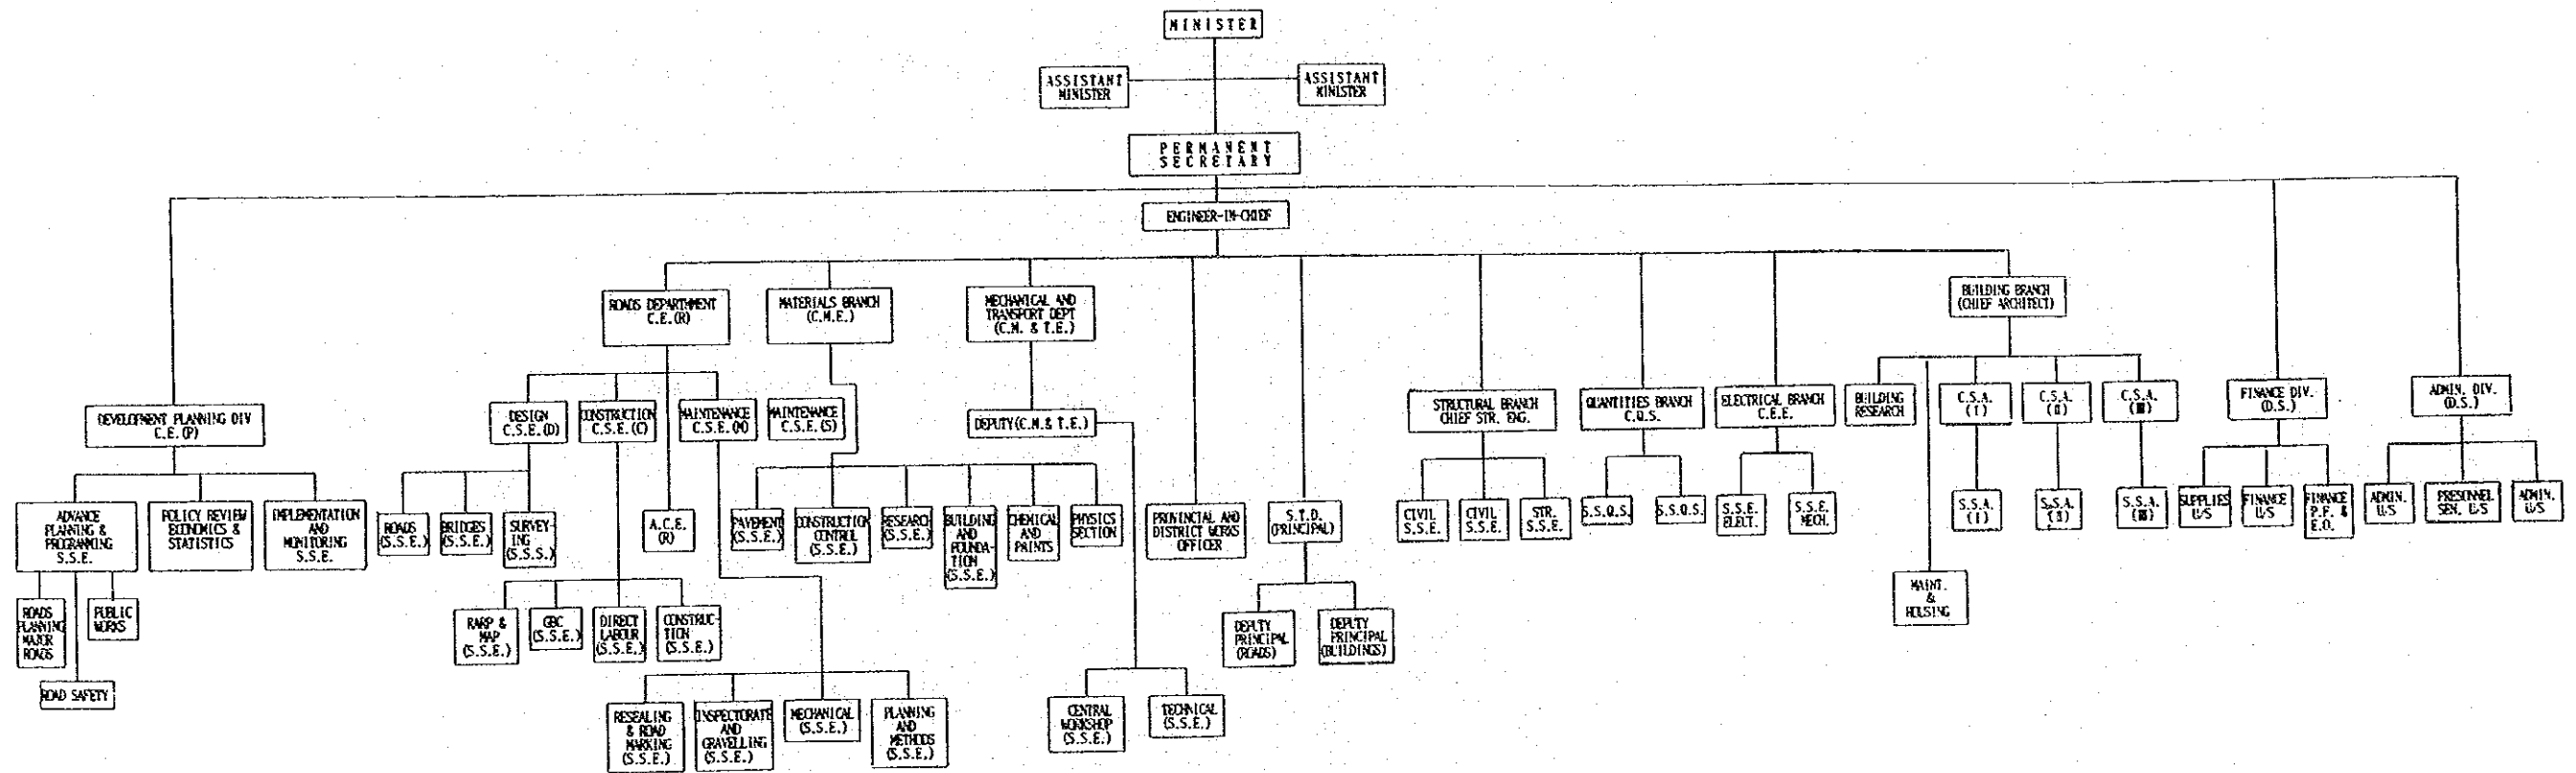 MINISTER
ASSISTANT
MINISTER
ASSISTANT
MINISTER
PERMANENT
SECRETARY
ENGINEER-IN-CHIEF
ROADS DEPARTMENT
C.E.(R)
MATERIALS BRANCH
(C.M.E.)
MECHANICAL AND
TRANSPORT DEPT
(C.M. & T.E.)
BUILDING BRANCH
(CHIEF ARCHITECT)
DEVELOPMENT PLANNING DIV
C.E.(P)
DESIGN
C.S.E.(D)
CONSTRUCTION
C.S.E.(C)
MAINTENANCE
C.S.E.(M)
MAINTENANCE
C.S.E.(S)
DEPUTY(C.M.& T.E.)
STRUCTURAL BRANCH
CHIEF STR. ENG.
QUANTITIES BRANCH
C.Q.S.
ELECTRICAL BRANCH
C.E.E.
BUILDING
RESEARCH
C.S.A.
(I)
C.S.A.
(II)
C.S.A.
(III)
FINANCE DIV.
(D.S.)
ADMIN. DIV.
(D.S.)
ADVANCE
PLANNING &
PROGRAMMING
S.S.E.
POLICY REVIEW
ECONOMICS &
STATISTICS
IMPLEMENTATION
AND
MONITORING
S.S.E.
ROADS
(S.S.E.)
BRIDGES
(S.S.E.)
SURVEY-
ING
(S.S.S.)
A.C.E.
(R)
PAVEMENT
(S.S.E.)
CONSTRUCTION
CONTROL
(S.S.E.)
RESEARCH
(S.S.E.)
BUILDING
AND
FOUNDA-
TION
(S.S.E.)
CHEMICAL
AND
PAINTS
PHYSICS
SECTION
PROVINCIAL AND
DISTRICT WORKS
OFFICER
S.T.D.
(PRINCIPAL)
CIVIL
S.S.E.
CIVIL
S.S.E.
STR.
S.S.E.
S.S.Q.S.
S.S.Q.S.
S.S.E.
ELECT.
S.S.E.
MECH.
S.S.A.
(I)
S.S.A.
(II)
S.S.A.
(III)
SUPPLIES
U/S
FINANCE
U/S
FINANCE
P.F. &
E.O.
ADMIN.
U/S
PRESONNEL
SEN. U/S
ADMIN.
U/S
ROADS
PLANNING
MAJOR
ROADS
PUBLIC
WORKS
ROAD SAFETY
RARP &
MAP
(S.S.E.)
GBC
(S.S.E.)
DIRECT
LABOUR
(S.S.E.)
CONSTRUC-
TION
(S.S.E.)
MAINT.
&
HOUSING
DEPUTY
PRINCIPAL
(ROADS)
DEPUTY
PRINCIPAL
(BUILDINGS)
RESEALING
& ROAD
MARKING
(S.S.E.)
INSPECTORATE
AND
GRAVELLING
(S.S.E.)
MECHANICAL
(S.S.E.)
PLANNING
AND
METHODS
(S.S.E.)
CENTRAL
WORKSHOP
(S.S.E.)
TECHNICAL
(S.S.E.)